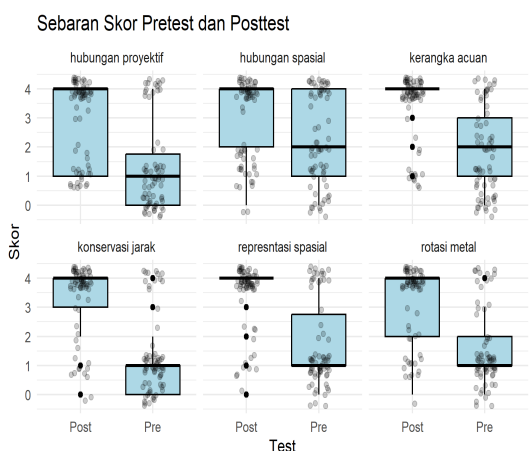 Sebaran Skor Pretest dan Posttest
hubungan proyektif hubungan spasial kerangka acuan
4
3
2
1
0
Skor
konservasi jarak represntasi spasial rotasi metal
4
3
2
1
0
Post Pre Post Pre Post Pre
Test